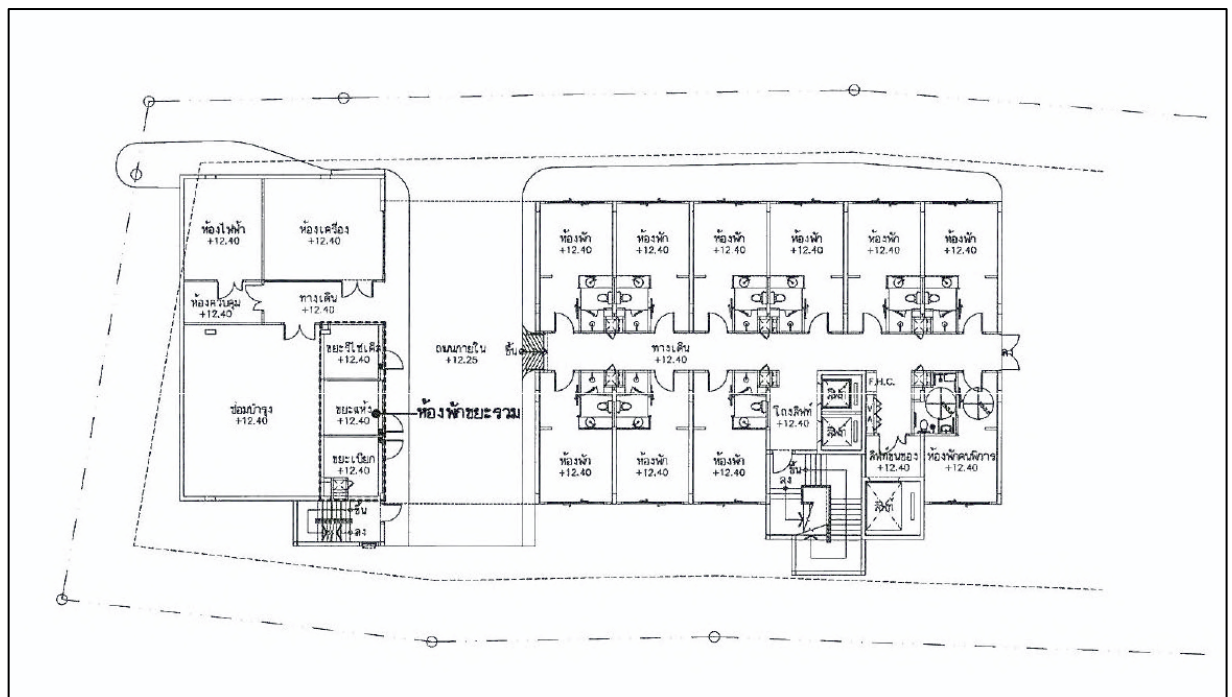 ห้องไฟฟ้า
+12.40
ห้องเครื่อง
+12.40
ห้องพัก
+12.40
ห้องพัก
+12.40
ห้องพัก
+12.40
ห้องพัก
+12.40
ห้องพัก
+12.40
ห้องพัก
+12.40
ห้องควบคุม
+12.40
ทางเดิน
+12.40
ขยะรีไซเคิล
+12.40
ถนนภายใน
+12.25
ขึ้น
ทางเดิน
+12.40
ลง
F.H.C.
ซ่อมบำรุง
+12.40
ขยะแห้ง
+12.40
ห้องพักขยะรวม
โถงลิฟท์
+12.40
ลิฟท์
ลิฟท์
ขยะเปียก
+12.40
ห้องพัก
+12.40
ห้องพัก
+12.40
ห้องพัก
+12.40
ลิฟท์ขนของ
+12.40
ห้องพักคนพิการ
+12.40
ขึ้น
ลง
ลิฟท์
ขึ้น
ลง